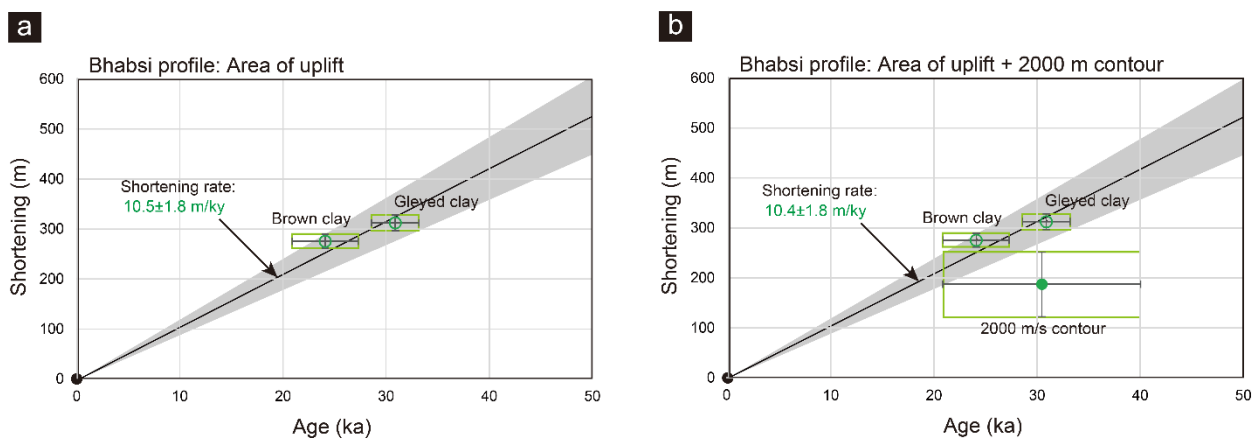 a
Bhabsi profile: Area of uplift
600
500
400
300
200
100
0
Shortening (m)
Shortening rate:
10.5±1.8 m/ky
Brown clay
Gleyed clay
0 10 20 30 40 50
Age (ka)
b
Bhabsi profile: Area of uplift + 2000 m contour
600
500
400
300
200
100
0
Shortening (m)
Shortening rate:
10.4±1.8 m/ky
Brown clay
Gleyed clay
2000 m/s contour
0 10 20 30 40 50
Age (ka)